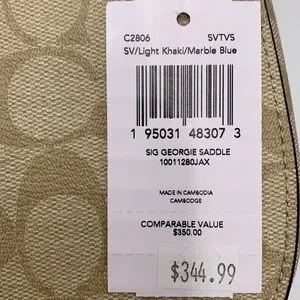 C2806 SVTVS
SV/Light Khaki/Marble Blue
1 95031 48307 3
SIG GEORGIE SADDLE
10011280JAX
MADE IN CAMBODIA
CAMBODGE
COMPARABLE VALUE
$350.00
$344.99